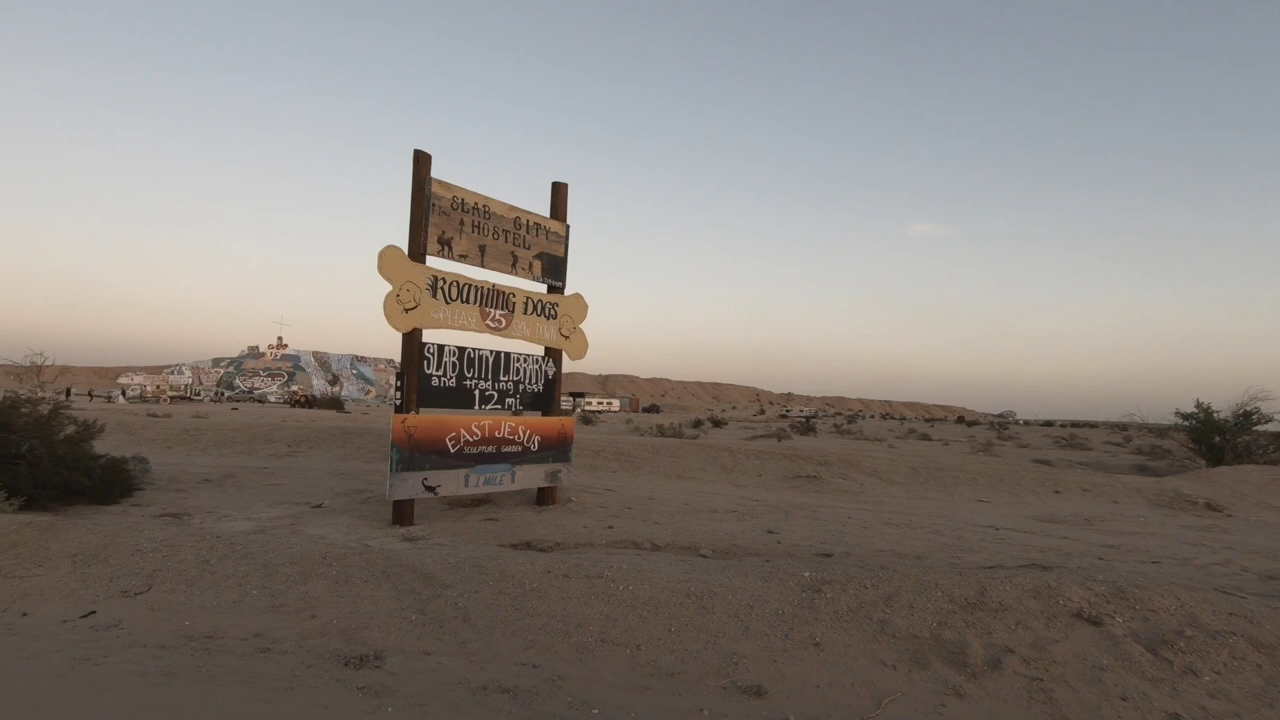 SLAB CITY
HOSTEL
ROAMING DOGS
PLEASE 25 SLOW DOWN
SLAB CITY LIBRARY
and trading post
1.2 mi.
EAST JESUS
SCULPTURE GARDEN
1 MILE